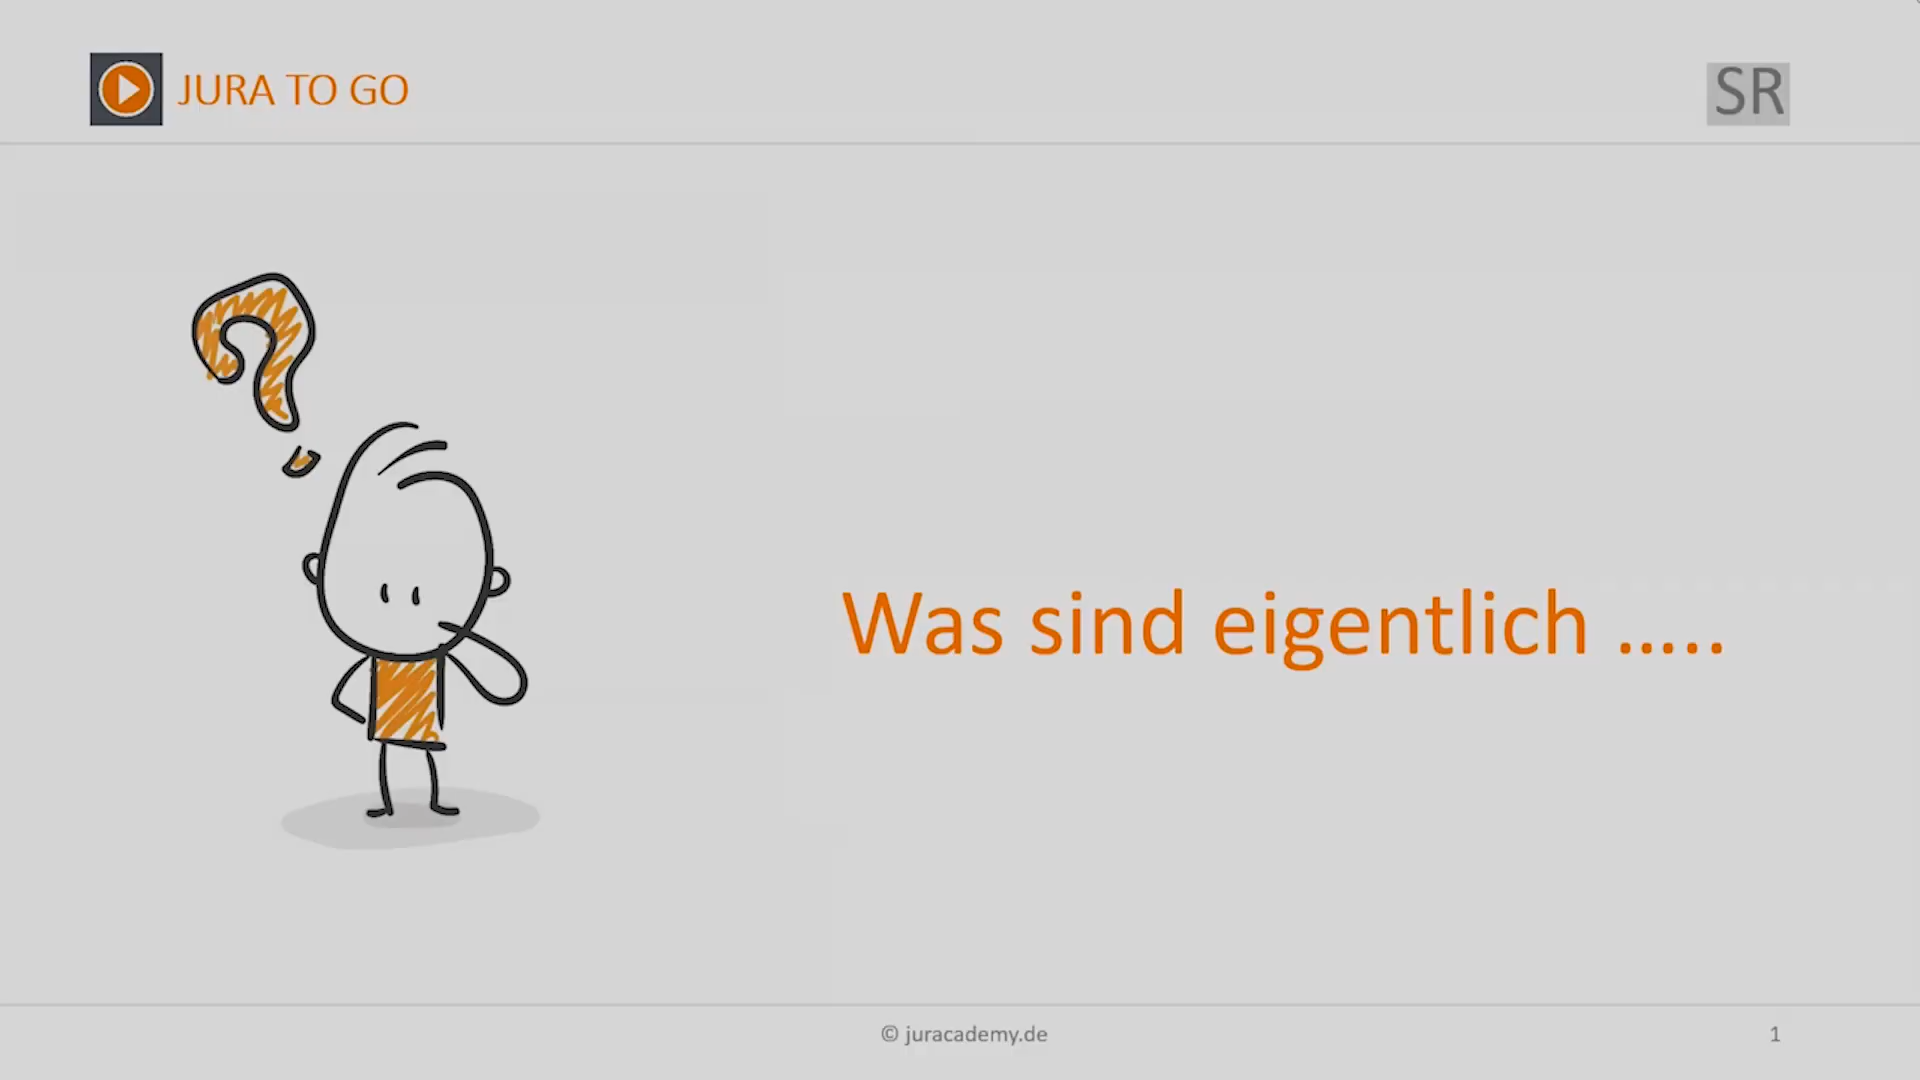 JURA TO GO
SR
Was sind eigentlich .....
© juracademy.de
1